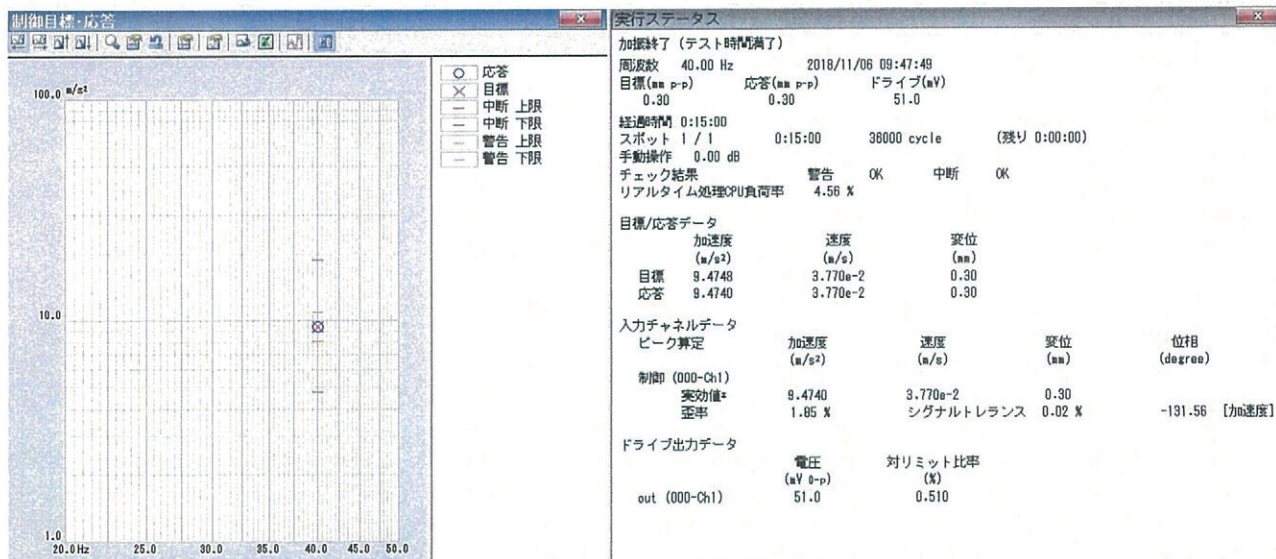 制御目標・応答
100.0 m/s²
10.0
1.0
20.0 Hz 25.0 30.0 35.0 40.0 45.0 50.0
応答
目標
中断 上限
中断 下限
警告 上限
警告 下限
実行ステータス
加振終了 (テスト時間満了)
周波数 40.00 Hz 2018/11/06 09:47:49
目標(mm p-p) 応答(mm p-p) ドライブ(mV)
0.30 0.30 51.0
経過時間 0:15:00
スポット 1 / 1 0:15:00 36000 cycle (残り 0:00:00)
手動操作 0.00 dB
チェック結果 警告 OK 中断 OK
リアルタイム処理CPU負荷率 4.56 %
目標/応答データ
加速度 速度 変位
(m/s²) (m/s) (mm)
目標 9.4748 3.770e-2 0.30
応答 9.4740 3.770e-2 0.30
入力チャネルデータ
ピーク算定 加速度 速度 変位 位相
(m/s²) (m/s) (mm) (degree)
制御 (000-Ch1)
実効値* 9.4740 3.770e-2 0.30
歪率 1.85 % シグナルトレランス 0.02 % -131.56 [加速度]
ドライブ出力データ
電圧 対リミット比率
(mV 0-p) (%)
out (000-Ch1) 51.0 0.510